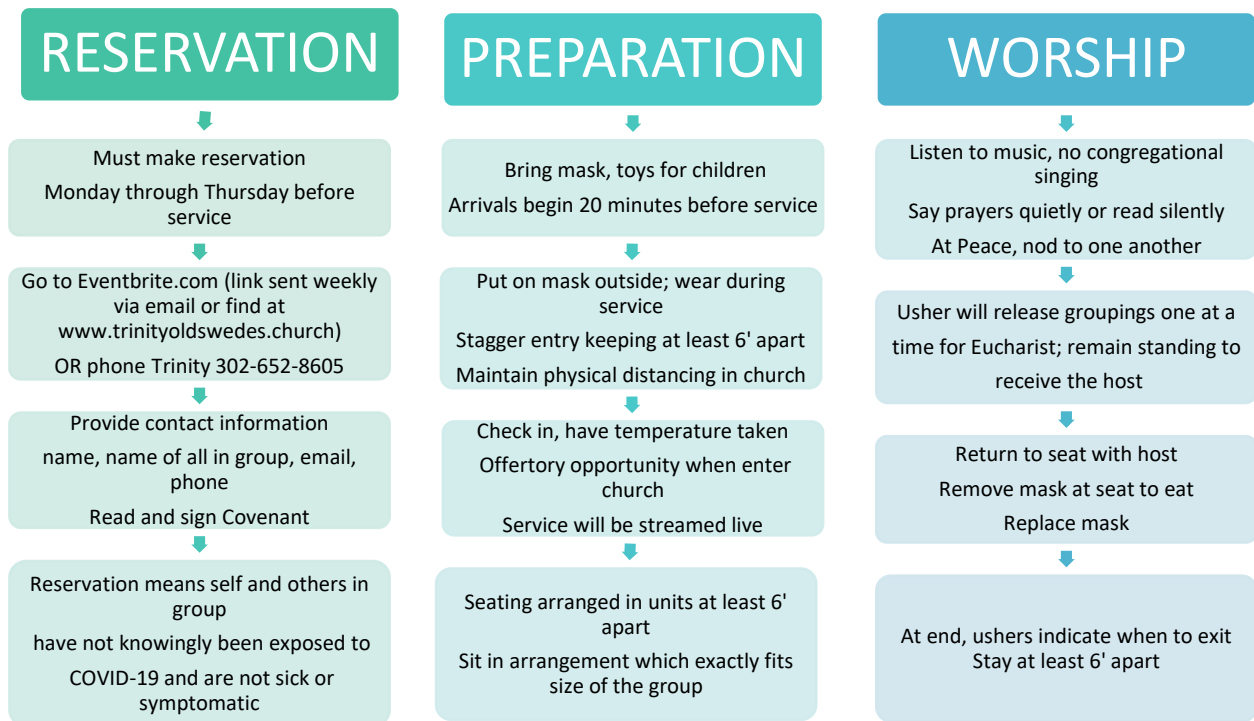 RESERVATION
Must make reservation
Monday through Thursday before
service
Go to Eventbrite.com (link sent weekly
via email or find at
www.trinityoldswedes.church)
OR phone Trinity 302-652-8605
Provide contact information
name, name of all in group, email,
phone
Read and sign Covenant
Reservation means self and others in
group
have not knowingly been exposed to
COVID-19 and are not sick or
symptomatic
PREPARATION
Bring mask, toys for children
Arrivals begin 20 minutes before service
Put on mask outside; wear during
service
Stagger entry keeping at least 6' apart
Maintain physical distancing in church
Check in, have temperature taken
Offertory opportunity when enter
church
Service will be streamed live
Seating arranged in units at least 6'
apart
Sit in arrangement which exactly fits
size of the group
WORSHIP
Listen to music, no congregational
singing
Say prayers quietly or read silently
At Peace, nod to one another
Usher will release groupings one at a
time for Eucharist; remain standing to
receive the host
Return to seat with host
Remove mask at seat to eat
Replace mask
At end, ushers indicate when to exit
Stay at least 6' apart